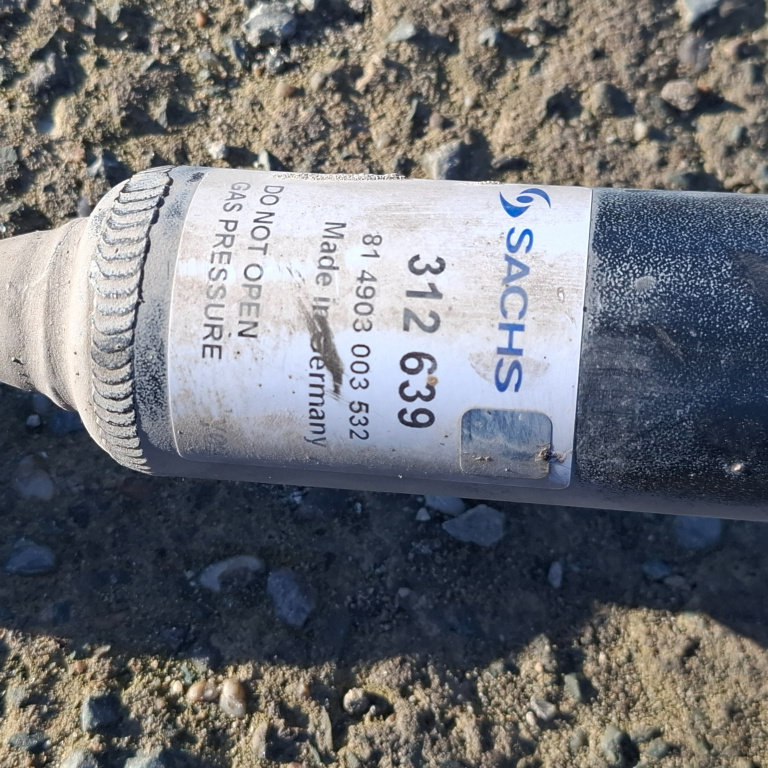 SACHS
312 639
81 4903 003 532
Made in Germany
DO NOT OPEN
GAS PRESSURE